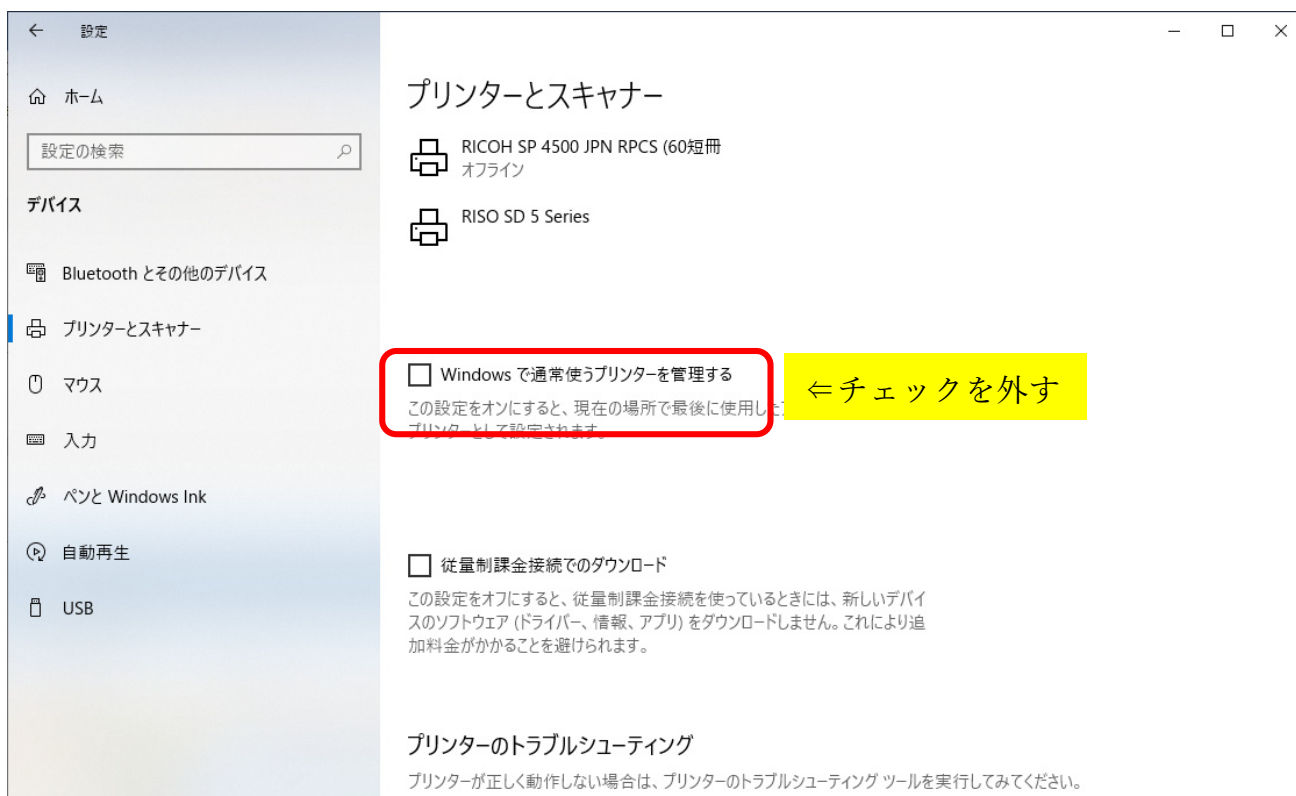 設定
ホーム
設定の検索
デバイス
Bluetooth とその他のデバイス
プリンターとスキャナー
マウス
入力
ペンと Windows Ink
自動再生
USB
プリンターとスキャナー
RICOH SP 4500 JPN RPCS (60短冊
オフライン
RISO SD 5 Series
Windows で通常使うプリンターを管理する
⇐チェックを外す
この設定をオンにすると、現在の場所で最後に使用した
プリンターとして設定されます。
従量制課金接続でのダウンロード
この設定をオフにすると、従量制課金接続を使っているときには、新しいデバイ
スのソフトウェア (ドライバー、情報、アプリ) をダウンロードしません。これにより追
加料金がかかることを避けられます。
プリンターのトラブルシューティング
プリンターが正しく動作しない場合は、プリンターのトラブルシューティング ツールを実行してみてください。